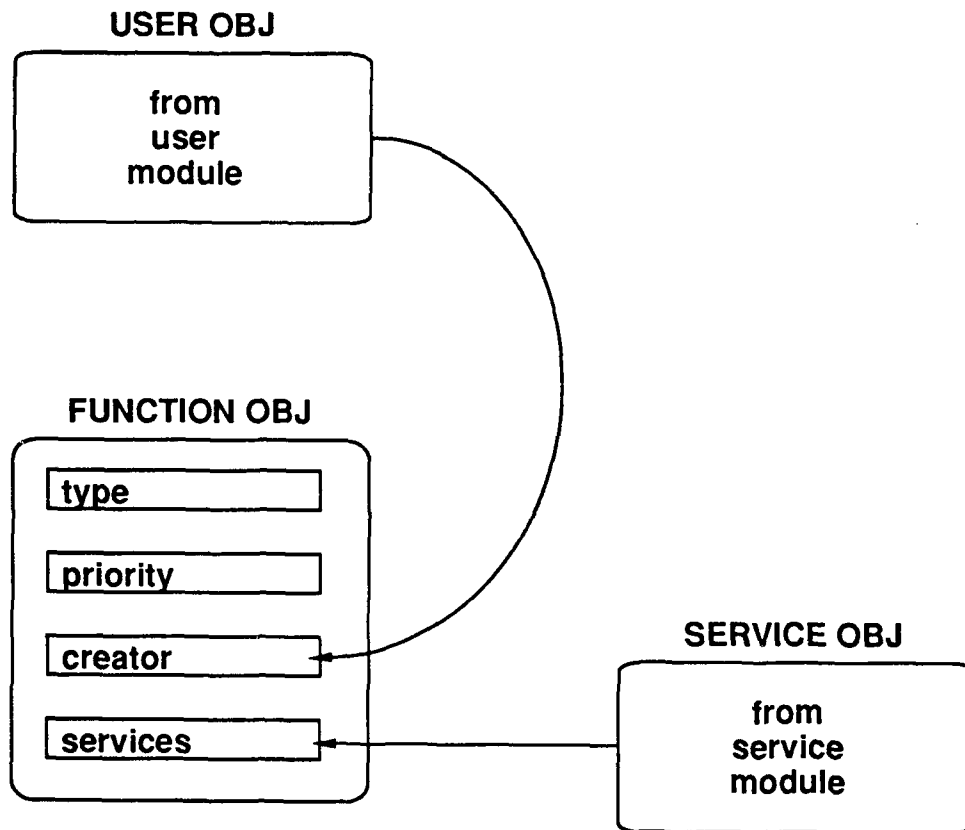 USER OBJ
from
user
module
FUNCTION OBJ
type
priority
creator
services
SERVICE OBJ
from
service
module